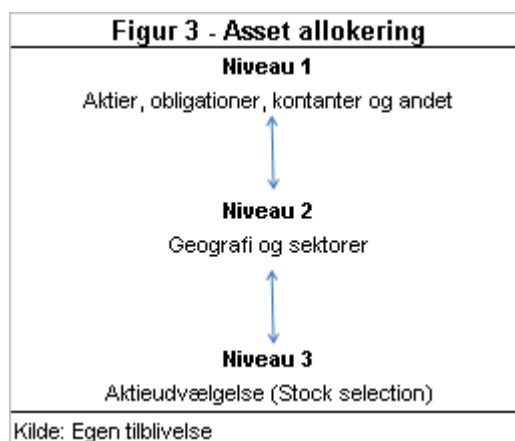 Figur 3 - Asset allokering
Niveau 1
Aktier, obligationer, kontanter og andet
Niveau 2
Geografi og sektorer
Niveau 3
Aktieudvælgelse (Stock selection)
Kilde: Egen tilblivelse